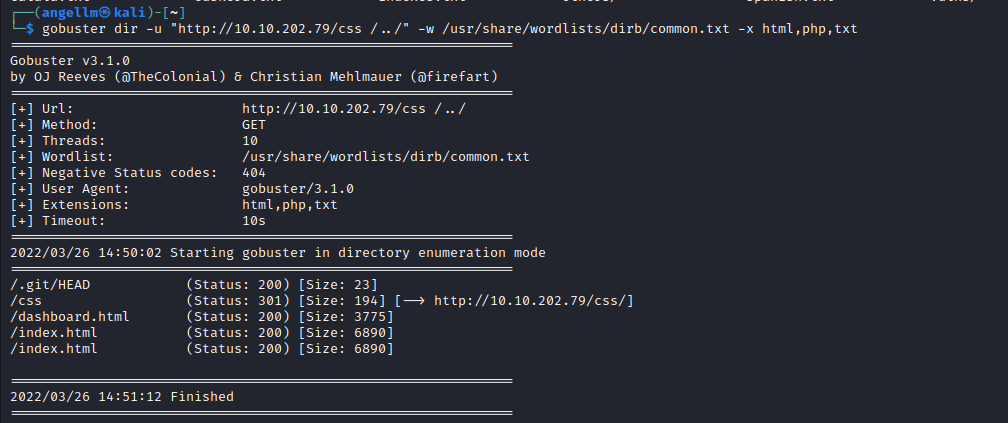 ┌──(angellm㉿kali)-[~]
└─$ gobuster dir -u "http://10.10.202.79/css /../" -w /usr/share/wordlists/dirb/common.txt -x html,php,txt
===============================================================
Gobuster v3.1.0
by OJ Reeves (@TheColonial) & Christian Mehlmauer (@firefart)
===============================================================
[+] Url:                     http://10.10.202.79/css /../
[+] Method:                  GET
[+] Threads:                 10
[+] Wordlist:                /usr/share/wordlists/dirb/common.txt
[+] Negative Status codes:   404
[+] User Agent:              gobuster/3.1.0
[+] Extensions:              html,php,txt
[+] Timeout:                 10s
===============================================================
2022/03/26 14:50:02 Starting gobuster in directory enumeration mode
===============================================================
/.git/HEAD            (Status: 200) [Size: 23]
/css                  (Status: 301) [Size: 194] [--> http://10.10.202.79/css/]
/dashboard.html       (Status: 200) [Size: 3775]
/index.html           (Status: 200) [Size: 6890]
/index.html           (Status: 200) [Size: 6890]
===============================================================
2022/03/26 14:51:12 Finished
===============================================================